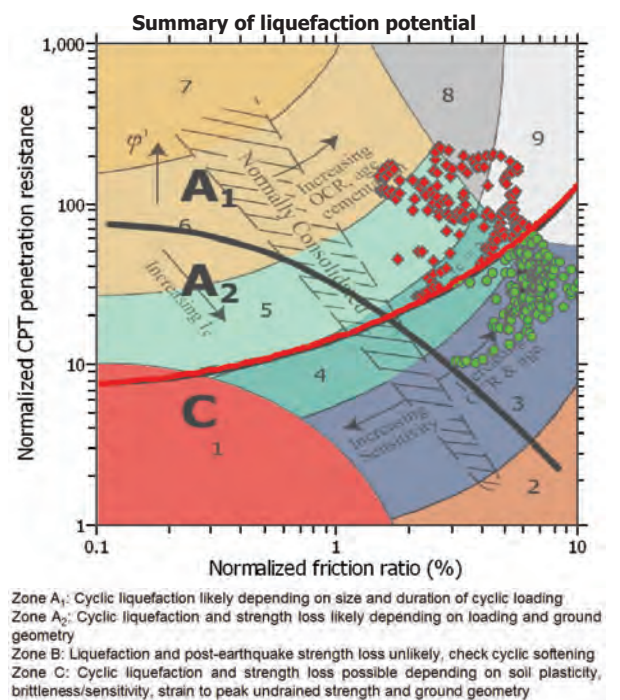 Summary of liquefaction potential
1,000
7
8
9
φ'
Increasing
OCR, age,
Normally Consolidated
A1
100
6
A2
Increasing Ic
5
Normalized CPT penetration resistance
10
4
C
3
1
Increasing
Sensitivity
2
1
0.1
1
10
Normalized friction ratio (%)
Zone A1: Cyclic liquefaction likely depending on size and duration of cyclic loading
Zone A2: Cyclic liquefaction and strength loss likely depending on loading and ground
geometry
Zone B: Liquefaction and post-earthquake strength loss unlikely, check cyclic softening
Zone C: Cyclic liquefaction and strength loss possible depending on soil plasticity,
brittleness/sensitivity, strain to peak undrained strength and ground geometry